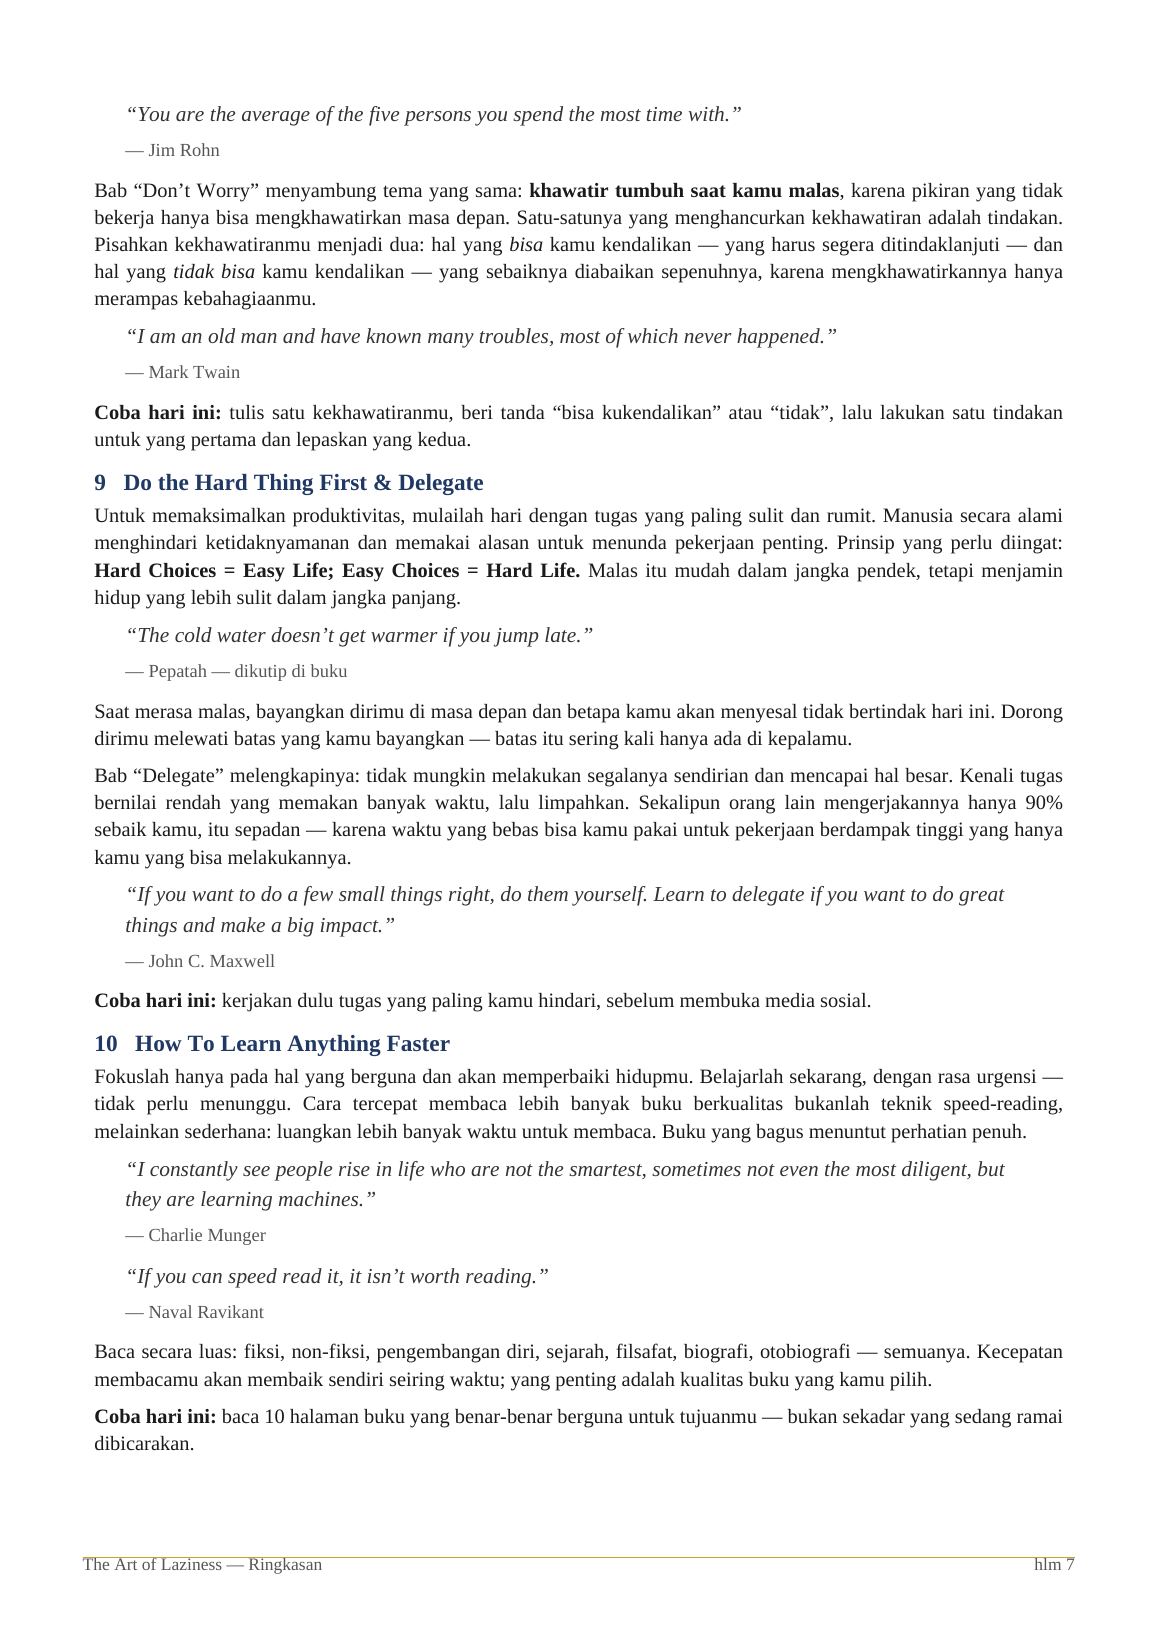 “You are the average of the five persons you spend the most time with.”
— Jim Rohn
Bab “Don’t Worry” menyambung tema yang sama: khawatir tumbuh saat kamu malas, karena pikiran yang tidak
bekerja hanya bisa mengkhawatirkan masa depan. Satu-satunya yang menghancurkan kekhawatiran adalah tindakan.
Pisahkan kekhawatiranmu menjadi dua: hal yang bisa kamu kendalikan — yang harus segera ditindaklanjuti — dan
hal yang tidak bisa kamu kendalikan — yang sebaiknya diabaikan sepenuhnya, karena mengkhawatirkannya hanya
merampas kebahagiaanmu.
“I am an old man and have known many troubles, most of which never happened.”
— Mark Twain
Coba hari ini: tulis satu kekhawatiranmu, beri tanda “bisa kukendalikan” atau “tidak”, lalu lakukan satu tindakan
untuk yang pertama dan lepaskan yang kedua.
9 Do the Hard Thing First & Delegate
Untuk memaksimalkan produktivitas, mulailah hari dengan tugas yang paling sulit dan rumit. Manusia secara alami
menghindari ketidaknyamanan dan memakai alasan untuk menunda pekerjaan penting. Prinsip yang perlu diingat:
Hard Choices = Easy Life; Easy Choices = Hard Life. Malas itu mudah dalam jangka pendek, tetapi menjamin
hidup yang lebih sulit dalam jangka panjang.
“The cold water doesn’t get warmer if you jump late.”
— Pepatah — dikutip di buku
Saat merasa malas, bayangkan dirimu di masa depan dan betapa kamu akan menyesal tidak bertindak hari ini. Dorong
dirimu melewati batas yang kamu bayangkan — batas itu sering kali hanya ada di kepalamu.
Bab “Delegate” melengkapinya: tidak mungkin melakukan segalanya sendirian dan mencapai hal besar. Kenali tugas
bernilai rendah yang memakan banyak waktu, lalu limpahkan. Sekalipun orang lain mengerjakannya hanya 90%
sebaik kamu, itu sepadan — karena waktu yang bebas bisa kamu pakai untuk pekerjaan berdampak tinggi yang hanya
kamu yang bisa melakukannya.
“If you want to do a few small things right, do them yourself. Learn to delegate if you want to do great
things and make a big impact.”
— John C. Maxwell
Coba hari ini: kerjakan dulu tugas yang paling kamu hindari, sebelum membuka media sosial.
10 How To Learn Anything Faster
Fokuslah hanya pada hal yang berguna dan akan memperbaiki hidupmu. Belajarlah sekarang, dengan rasa urgensi —
tidak perlu menunggu. Cara tercepat membaca lebih banyak buku berkualitas bukanlah teknik speed-reading,
melainkan sederhana: luangkan lebih banyak waktu untuk membaca. Buku yang bagus menuntut perhatian penuh.
“I constantly see people rise in life who are not the smartest, sometimes not even the most diligent, but
they are learning machines.”
— Charlie Munger
“If you can speed read it, it isn’t worth reading.”
— Naval Ravikant
Baca secara luas: fiksi, non-fiksi, pengembangan diri, sejarah, filsafat, biografi, otobiografi — semuanya. Kecepatan
membacamu akan membaik sendiri seiring waktu; yang penting adalah kualitas buku yang kamu pilih.
Coba hari ini: baca 10 halaman buku yang benar-benar berguna untuk tujuanmu — bukan sekadar yang sedang ramai
dibicarakan.
The Art of Laziness — Ringkasan
hlm 7